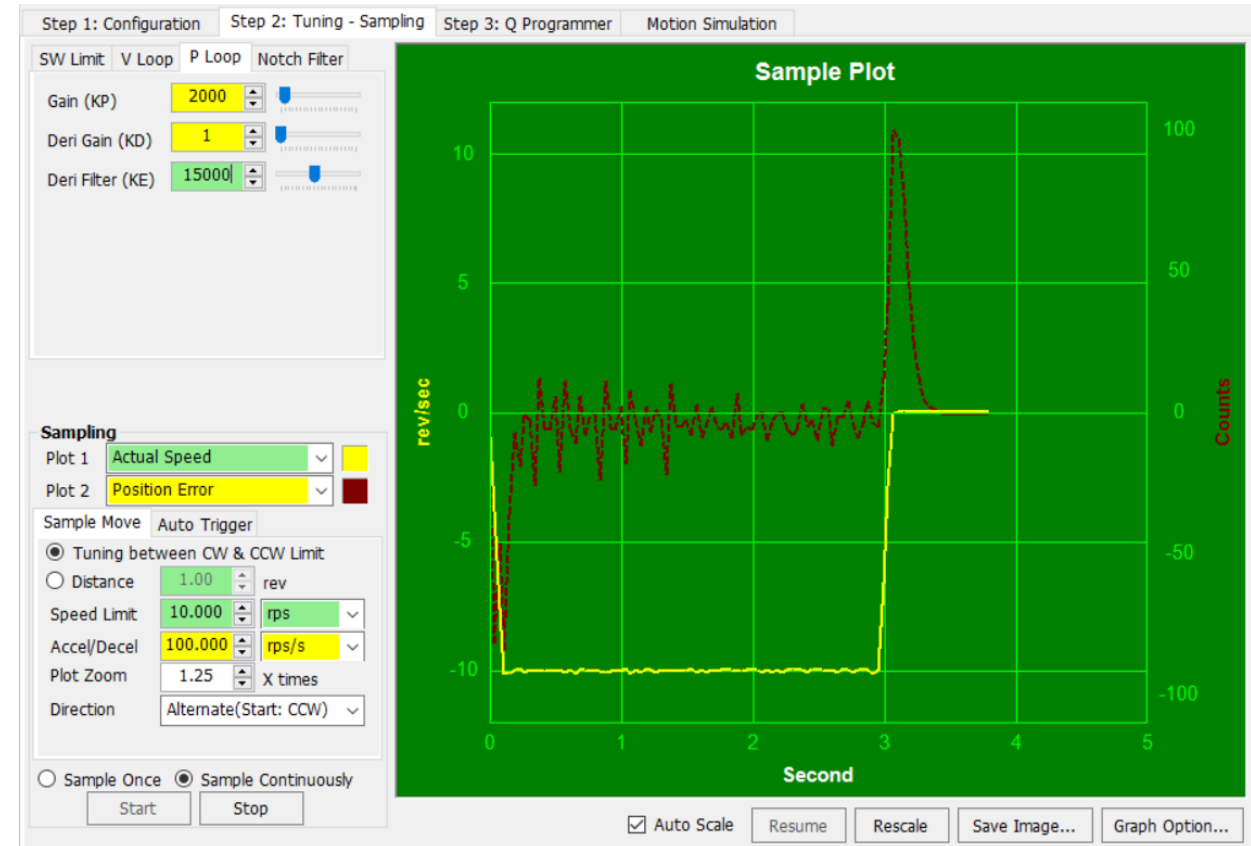 Step 1: Configuration Step 2: Tuning - Sampling Step 3: Q Programmer Motion Simulation
SW Limit V Loop P Loop Notch Filter
Gain (KP) 2000
Deri Gain (KD) 1
Deri Filter (KE) 15000
Sampling
Plot 1 Actual Speed
Plot 2 Position Error
Sample Move Auto Trigger
Tuning between CW & CCW Limit
Distance 1.00 rev
Speed Limit 10.000 rps
Accel/Decel 100.000 rps/s
Plot Zoom 1.25 X times
Direction Alternate(Start: CCW)
Sample Once Sample Continuously
Start Stop
Sample Plot
10
5
0
-5
-10
rev/sec
100
50
0
-50
-100
Counts
0 1 2 3 4 5
Second
Auto Scale Resume Rescale Save Image... Graph Option...